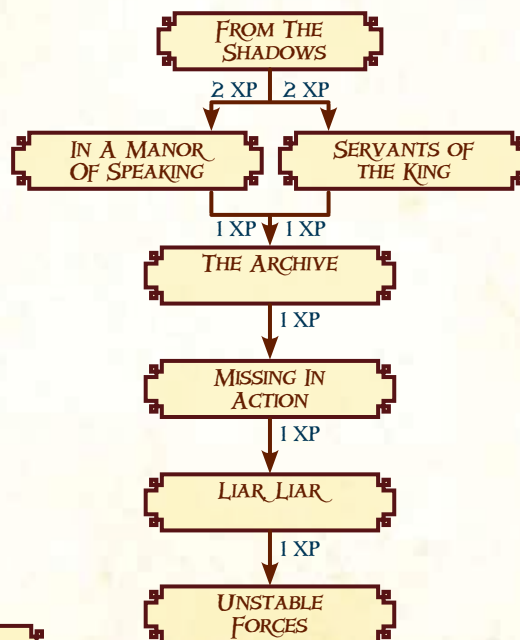 From The
Shadows
2 XP 2 XP
In A Manor
Of Speaking
Servants of
the King
1 XP 1 XP
The Archive
1 XP
Missing In
Action
1 XP
Liar, Liar
1 XP
Unstable
Forces